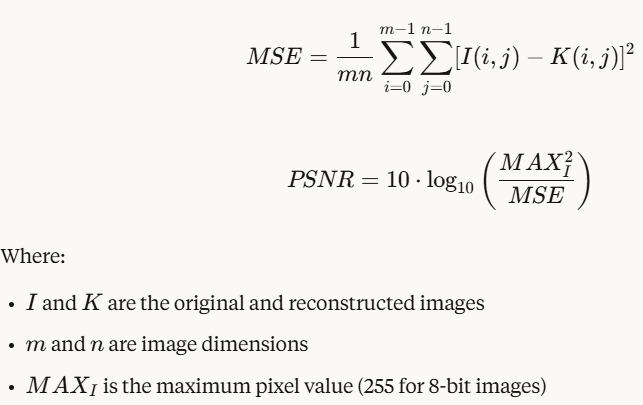 MSE = \frac{1}{mn} \sum_{i=0}^{m-1} \sum_{j=0}^{n-1} [I(i,j) − K(i,j)]^2
PSNR = 10 · \log_{10} \left( \frac{MAX_I^2}{MSE} \right)
Where:
• I and K are the original and reconstructed images
• m and n are image dimensions
• MAX_I is the maximum pixel value (255 for 8-bit images)